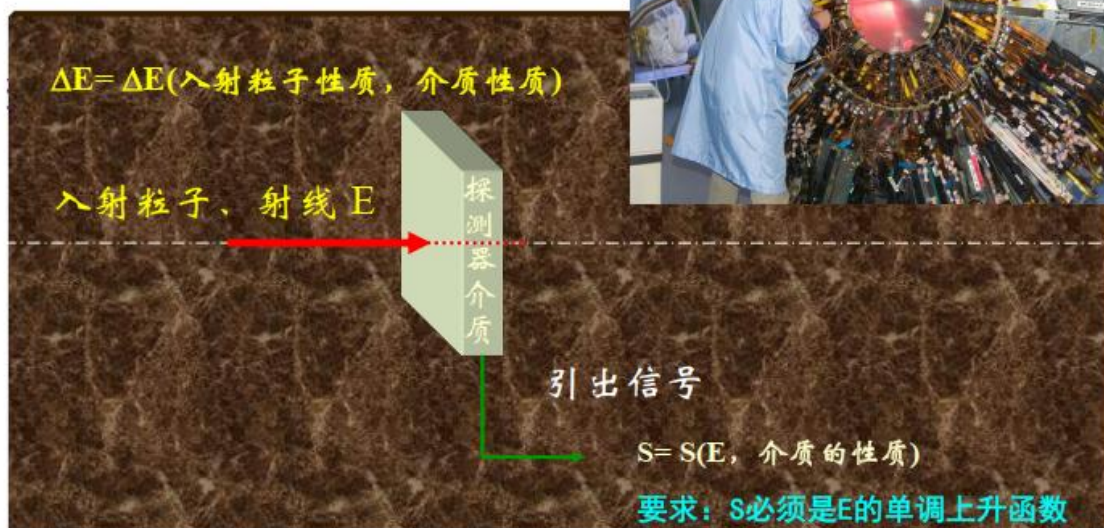 ΔE= ΔE(入射粒子性质，介质性质)
入射粒子、射线 E
探测器介质
引出信号
S= S(E，介质的性质)
要求：S必须是E的单调上升函数